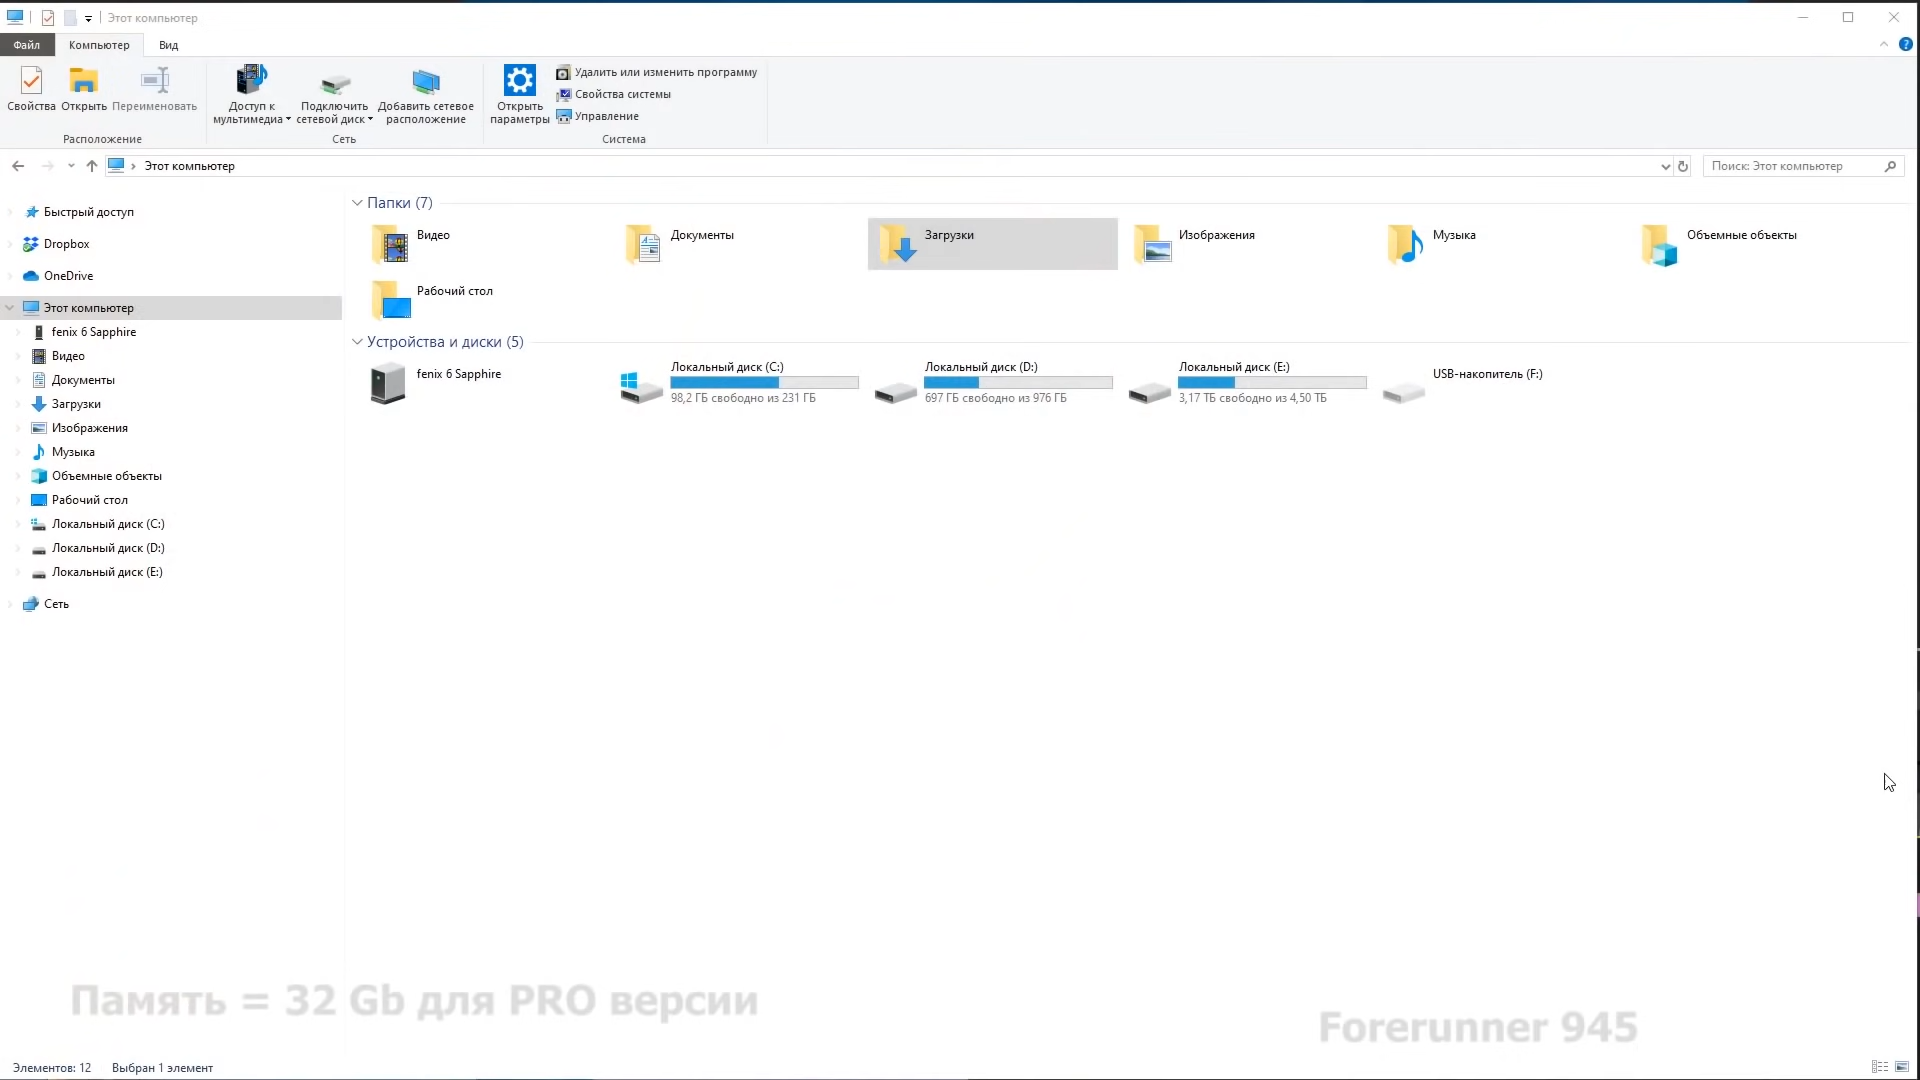 Этот компьютер
Файл
Компьютер
Вид
Свойства
Открыть
Переименовать
Доступ к
мультимедиа
Подключить
сетевой диск
Добавить сетевое
расположение
Открыть
параметры
Удалить или изменить программу
Свойства системы
Управление
Расположение
Сеть
Система
Этот компьютер
Поиск: Этот компьютер
Быстрый доступ
Dropbox
OneDrive
Этот компьютер
fenix 6 Sapphire
Видео
Документы
Загрузки
Изображения
Музыка
Объемные объекты
Рабочий стол
Локальный диск (C:)
Локальный диск (D:)
Локальный диск (E:)
Сеть
Папки (7)
Видео
Документы
Загрузки
Изображения
Музыка
Объемные объекты
Рабочий стол
Устройства и диски (5)
fenix 6 Sapphire
Локальный диск (C:)
98,2 ГБ свободно из 231 ГБ
Локальный диск (D:)
697 ГБ свободно из 976 ГБ
Локальный диск (E:)
3,17 ТБ свободно из 4,50 ТБ
USB-накопитель (F:)
Память = 32 Gb для PRO версии
Forerunner 945
Элементов: 12
Выбран 1 элемент